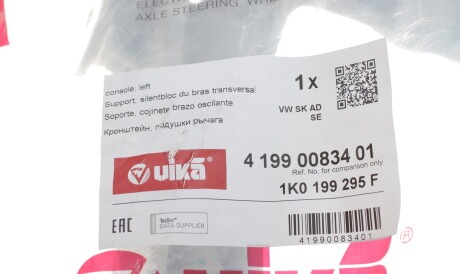 AXLE STEERING
console, left
Support, silentbloc du bras transversal
Soporte, cojinete brazo oscilante
Кронштейн, подушки рычага
1x
VW SK AD
SE
vika
4 199 00834 01
Ref. No. for comparison only
1K0 199 295 F
EAC
TecDoc
DATA SUPPLIER
41990083401
®